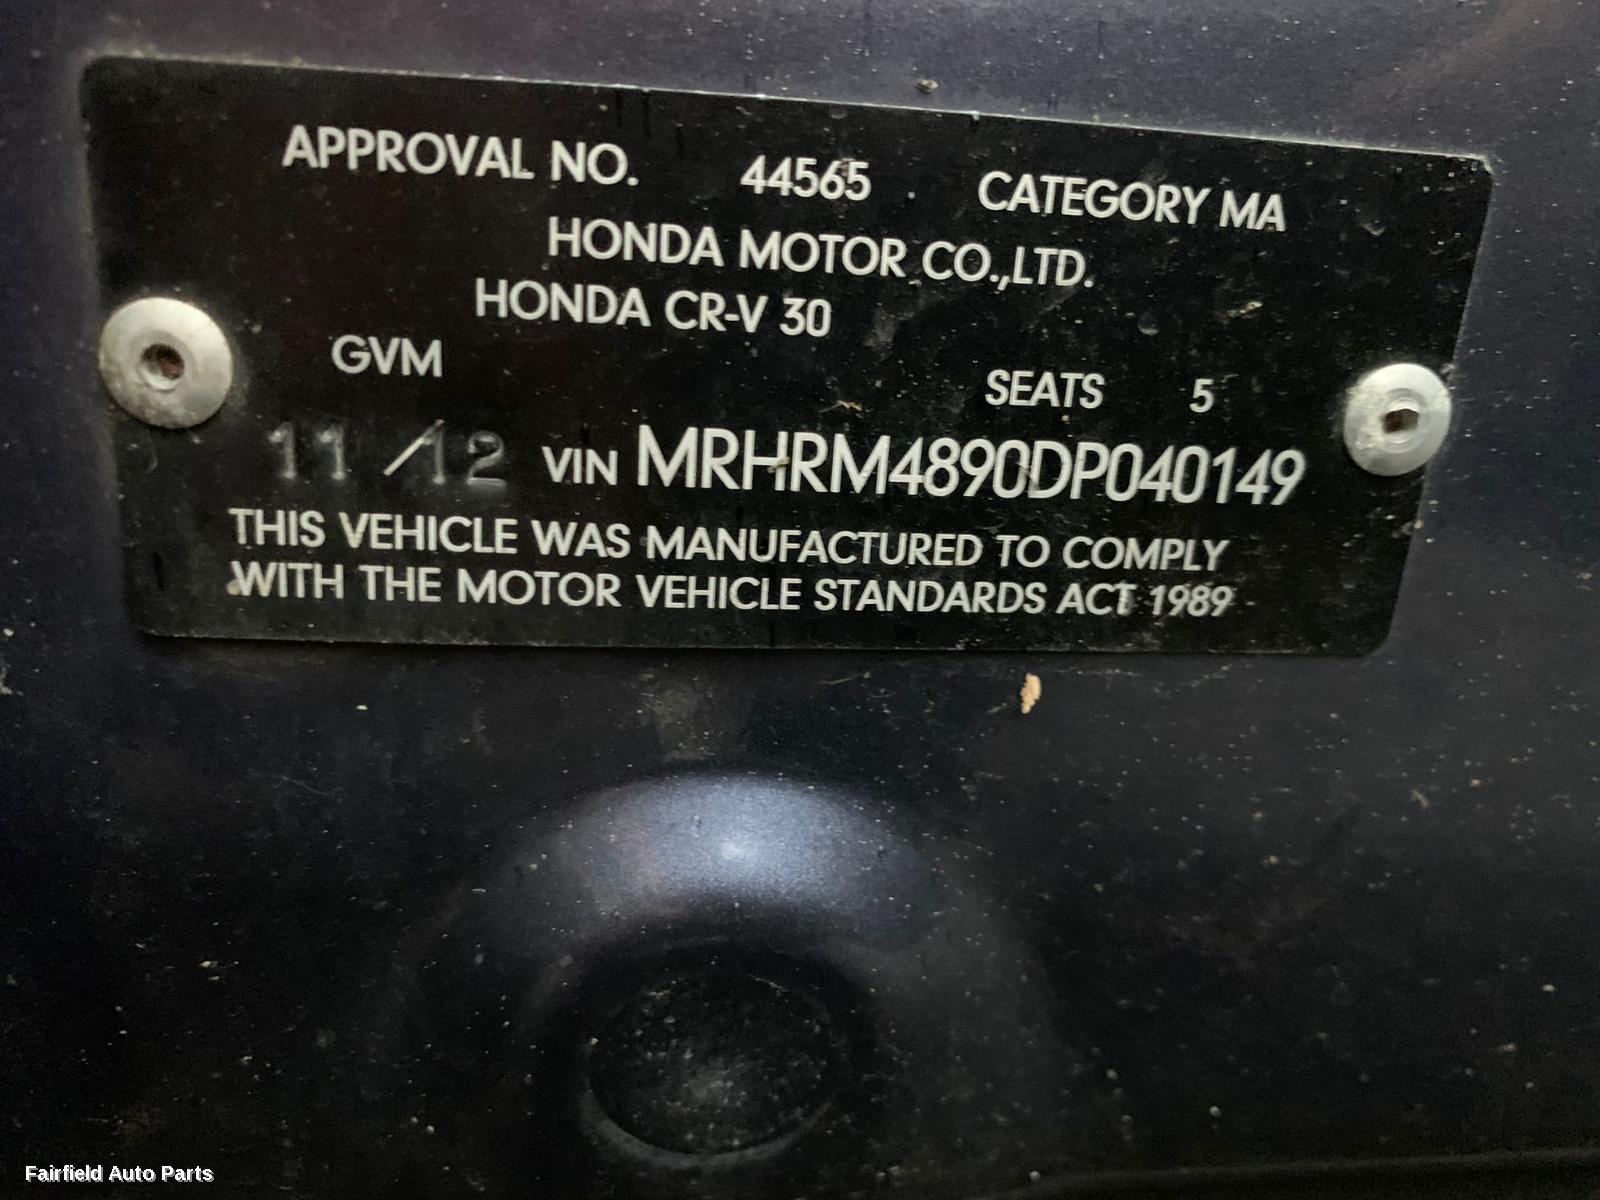 APPROVAL NO. 44565 CATEGORY MA
HONDA MOTOR CO.,LTD.
HONDA CR-V 30
GVM
SEATS 5
11/12 VIN MRHRM4890DP040149
THIS VEHICLE WAS MANUFACTURED TO COMPLY
WITH THE MOTOR VEHICLE STANDARDS ACT 1989
Fairfield Auto Parts